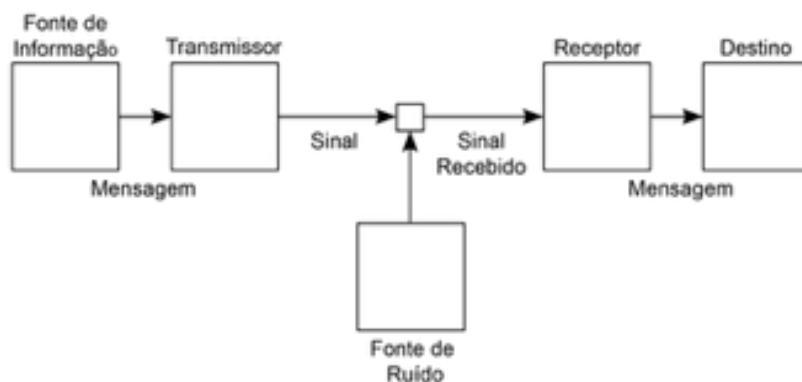 Fonte de
Informação
Transmissor
Receptor
Destino
Sinal
Sinal
Recebido
Mensagem
Mensagem
Fonte de
Ruído